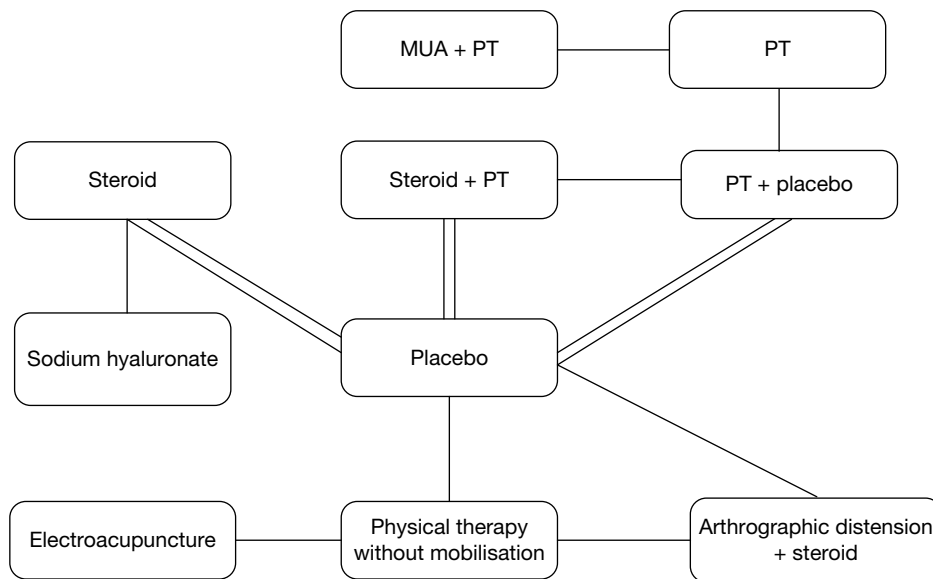 MUA + PT
PT
Steroid
Steroid + PT
PT + placebo
Sodium hyaluronate
Placebo
Electroacupuncture
Physical therapy
without mobilisation
Arthrographic distension
+ steroid